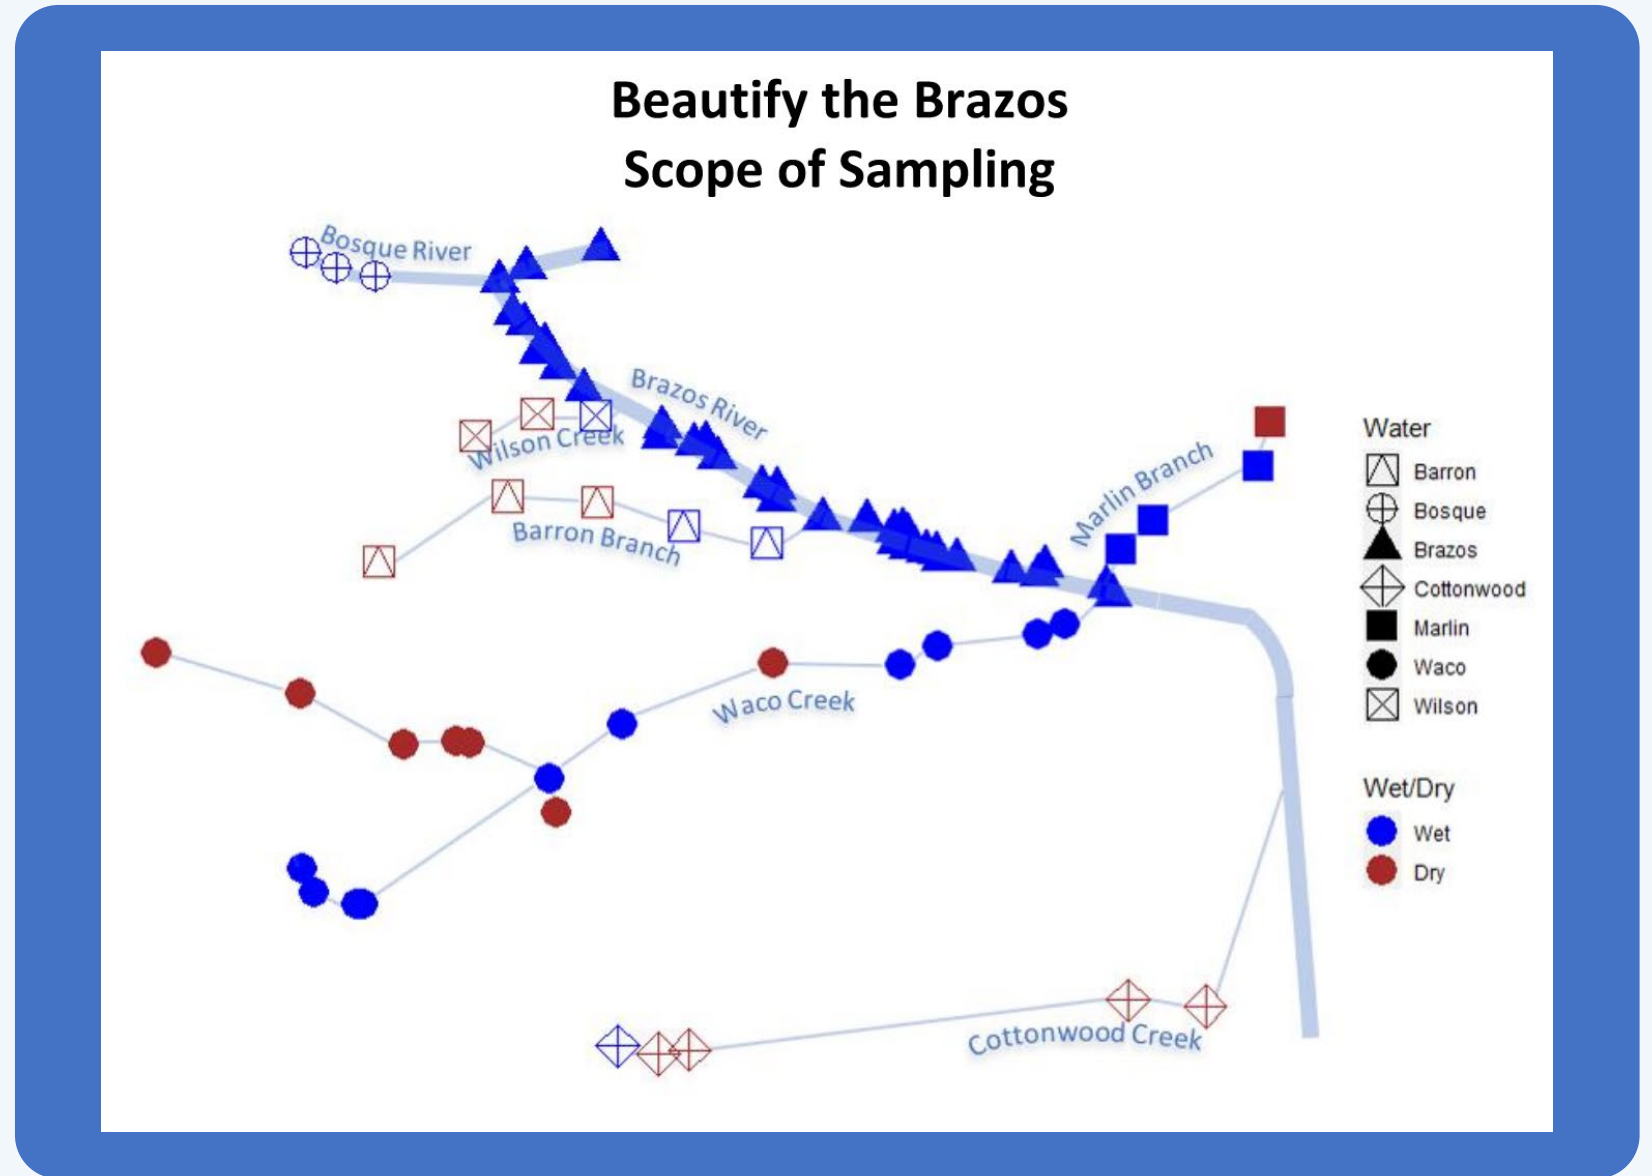 Beautify the Brazos
Scope of Sampling
Bosque River
Brazos River
Wilson Creek
Barron Branch
Marlin Branch
Waco Creek
Cottonwood Creek
Water
Barron
Bosque
Brazos
Cottonwood
Marlin
Waco
Wilson
Wet/Dry
Wet
Dry